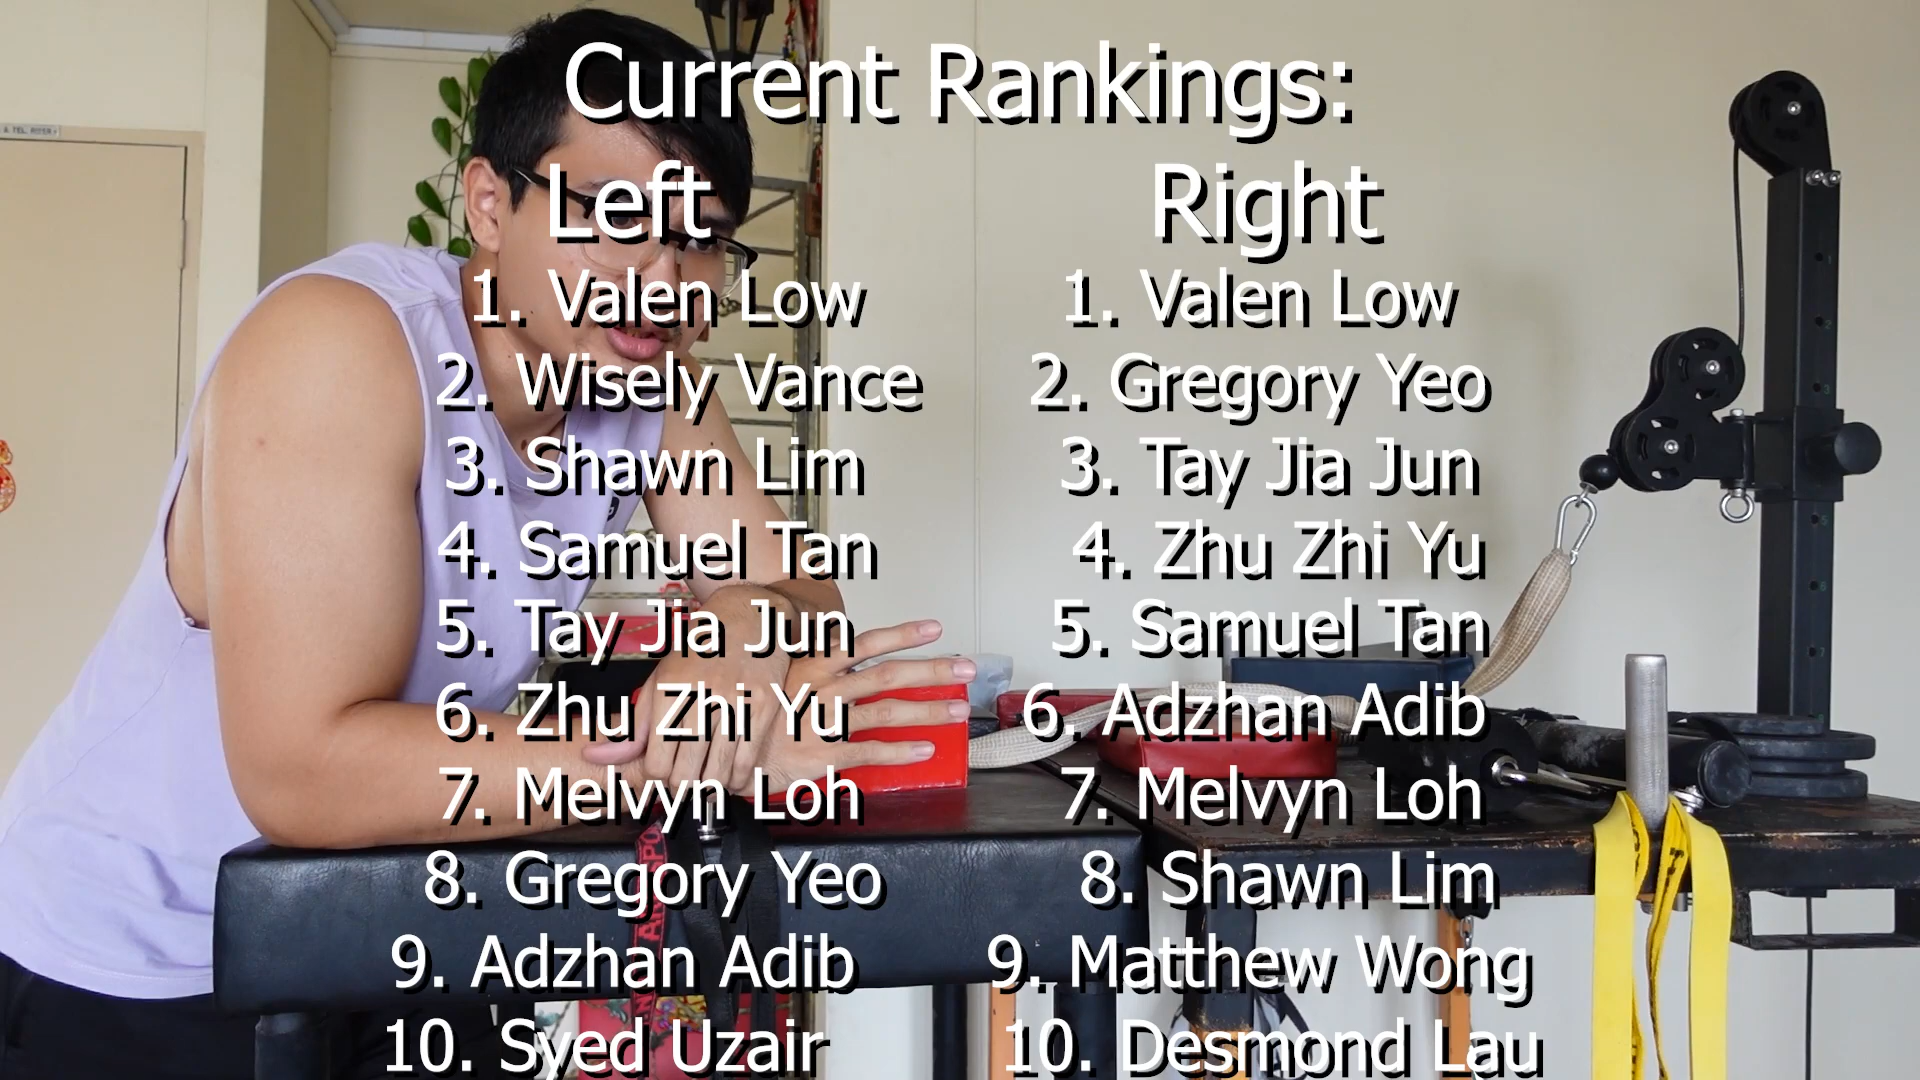 Current Rankings:
Left
1. Valen Low
2. Wisely Vance
3. Shawn Lim
4. Samuel Tan
5. Tay Jia Jun
6. Zhu Zhi Yu
7. Melvyn Loh
8. Gregory Yeo
9. Adzhan Adib
10. Syed Uzair
Right
1. Valen Low
2. Gregory Yeo
3. Tay Jia Jun
4. Zhu Zhi Yu
5. Samuel Tan
6. Adzhan Adib
7. Melvyn Loh
8. Shawn Lim
9. Matthew Wong
10. Desmond Lau